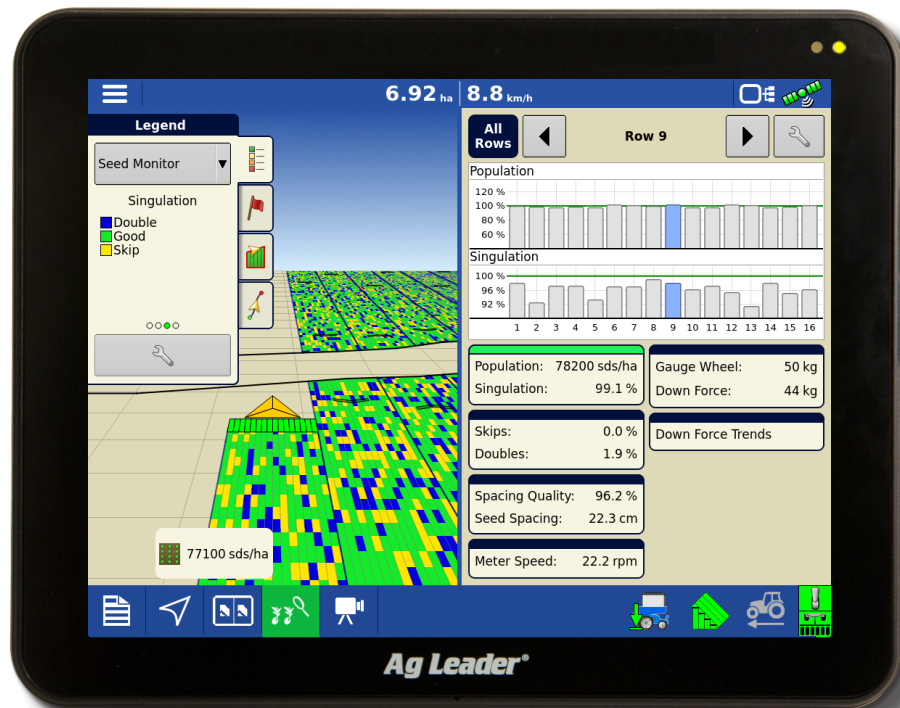 6.92 ha 8.8 km/h
Legend
Seed Monitor
Singulation
Double
Good
Skip
77100 sds/ha
All Rows
Row 9
Population
120 %
100 %
80 %
60 %
Singulation
100 %
96 %
92 %
1 2 3 4 5 6 7 8 9 10 11 12 13 14 15 16
Population: 78200 sds/ha
Singulation: 99.1 %
Skips: 0.0 %
Doubles: 1.9 %
Spacing Quality: 96.2 %
Seed Spacing: 22.3 cm
Meter Speed: 22.2 rpm
Gauge Wheel: 50 kg
Down Force: 44 kg
Down Force Trends
Ag Leader®